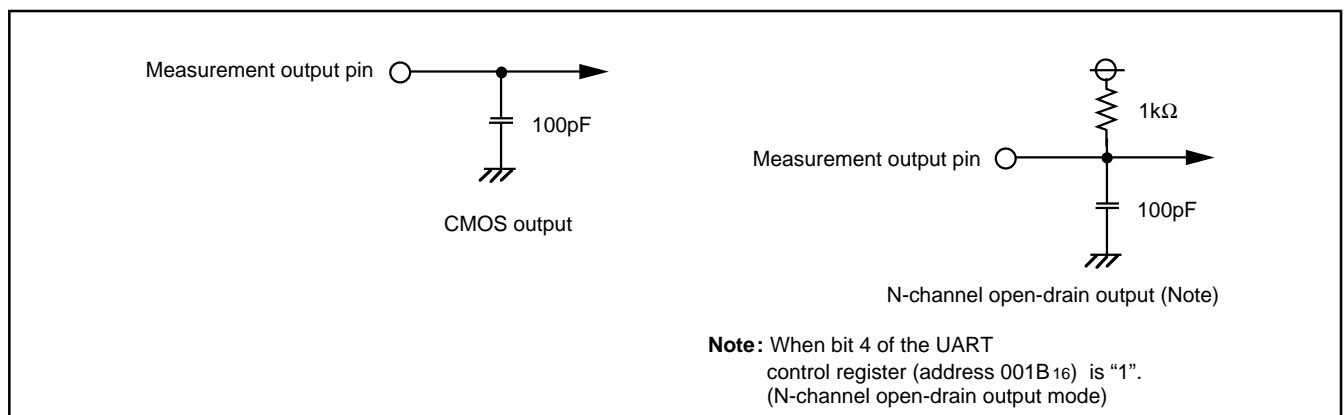 Measurement output pin
100pF
CMOS output
1kΩ
Measurement output pin
100pF
N-channel open-drain output (Note)
Note: When bit 4 of the UART
control register (address 001B16) is “1”.
(N-channel open-drain output mode)